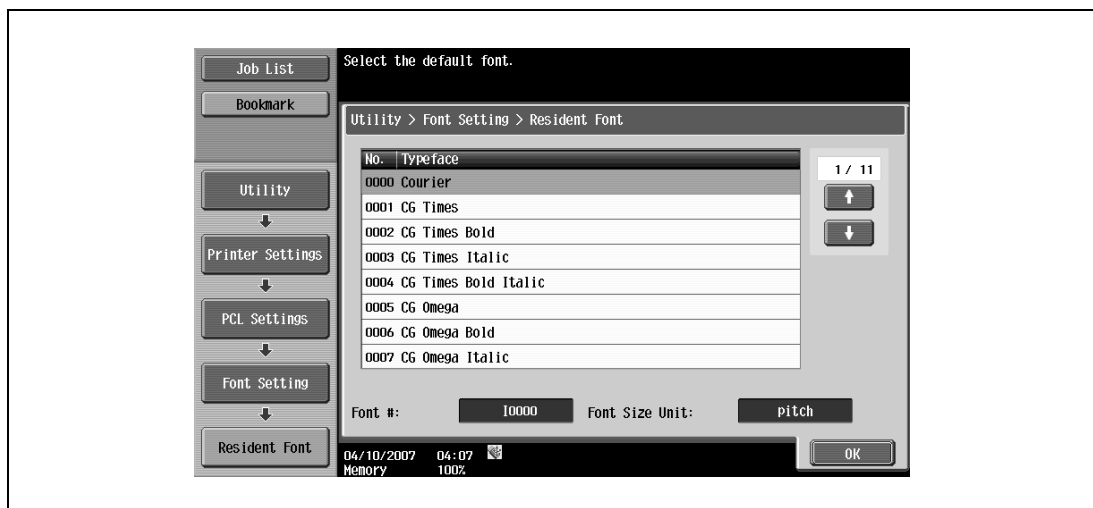 Job List
Bookmark
Utility
Printer Settings
PCL Settings
Font Setting
Resident Font
Select the default font.
Utility > Font Setting > Resident Font
No. Typeface
0000 Courier
0001 CG Times
0002 CG Times Bold
0003 CG Times Italic
0004 CG Times Bold Italic
0005 CG Omega
0006 CG Omega Bold
0007 CG Omega Italic
1/ 11
Font #: I0000 Font Size Unit: pitch
04/10/2007 04:07
Memory 100%
OK